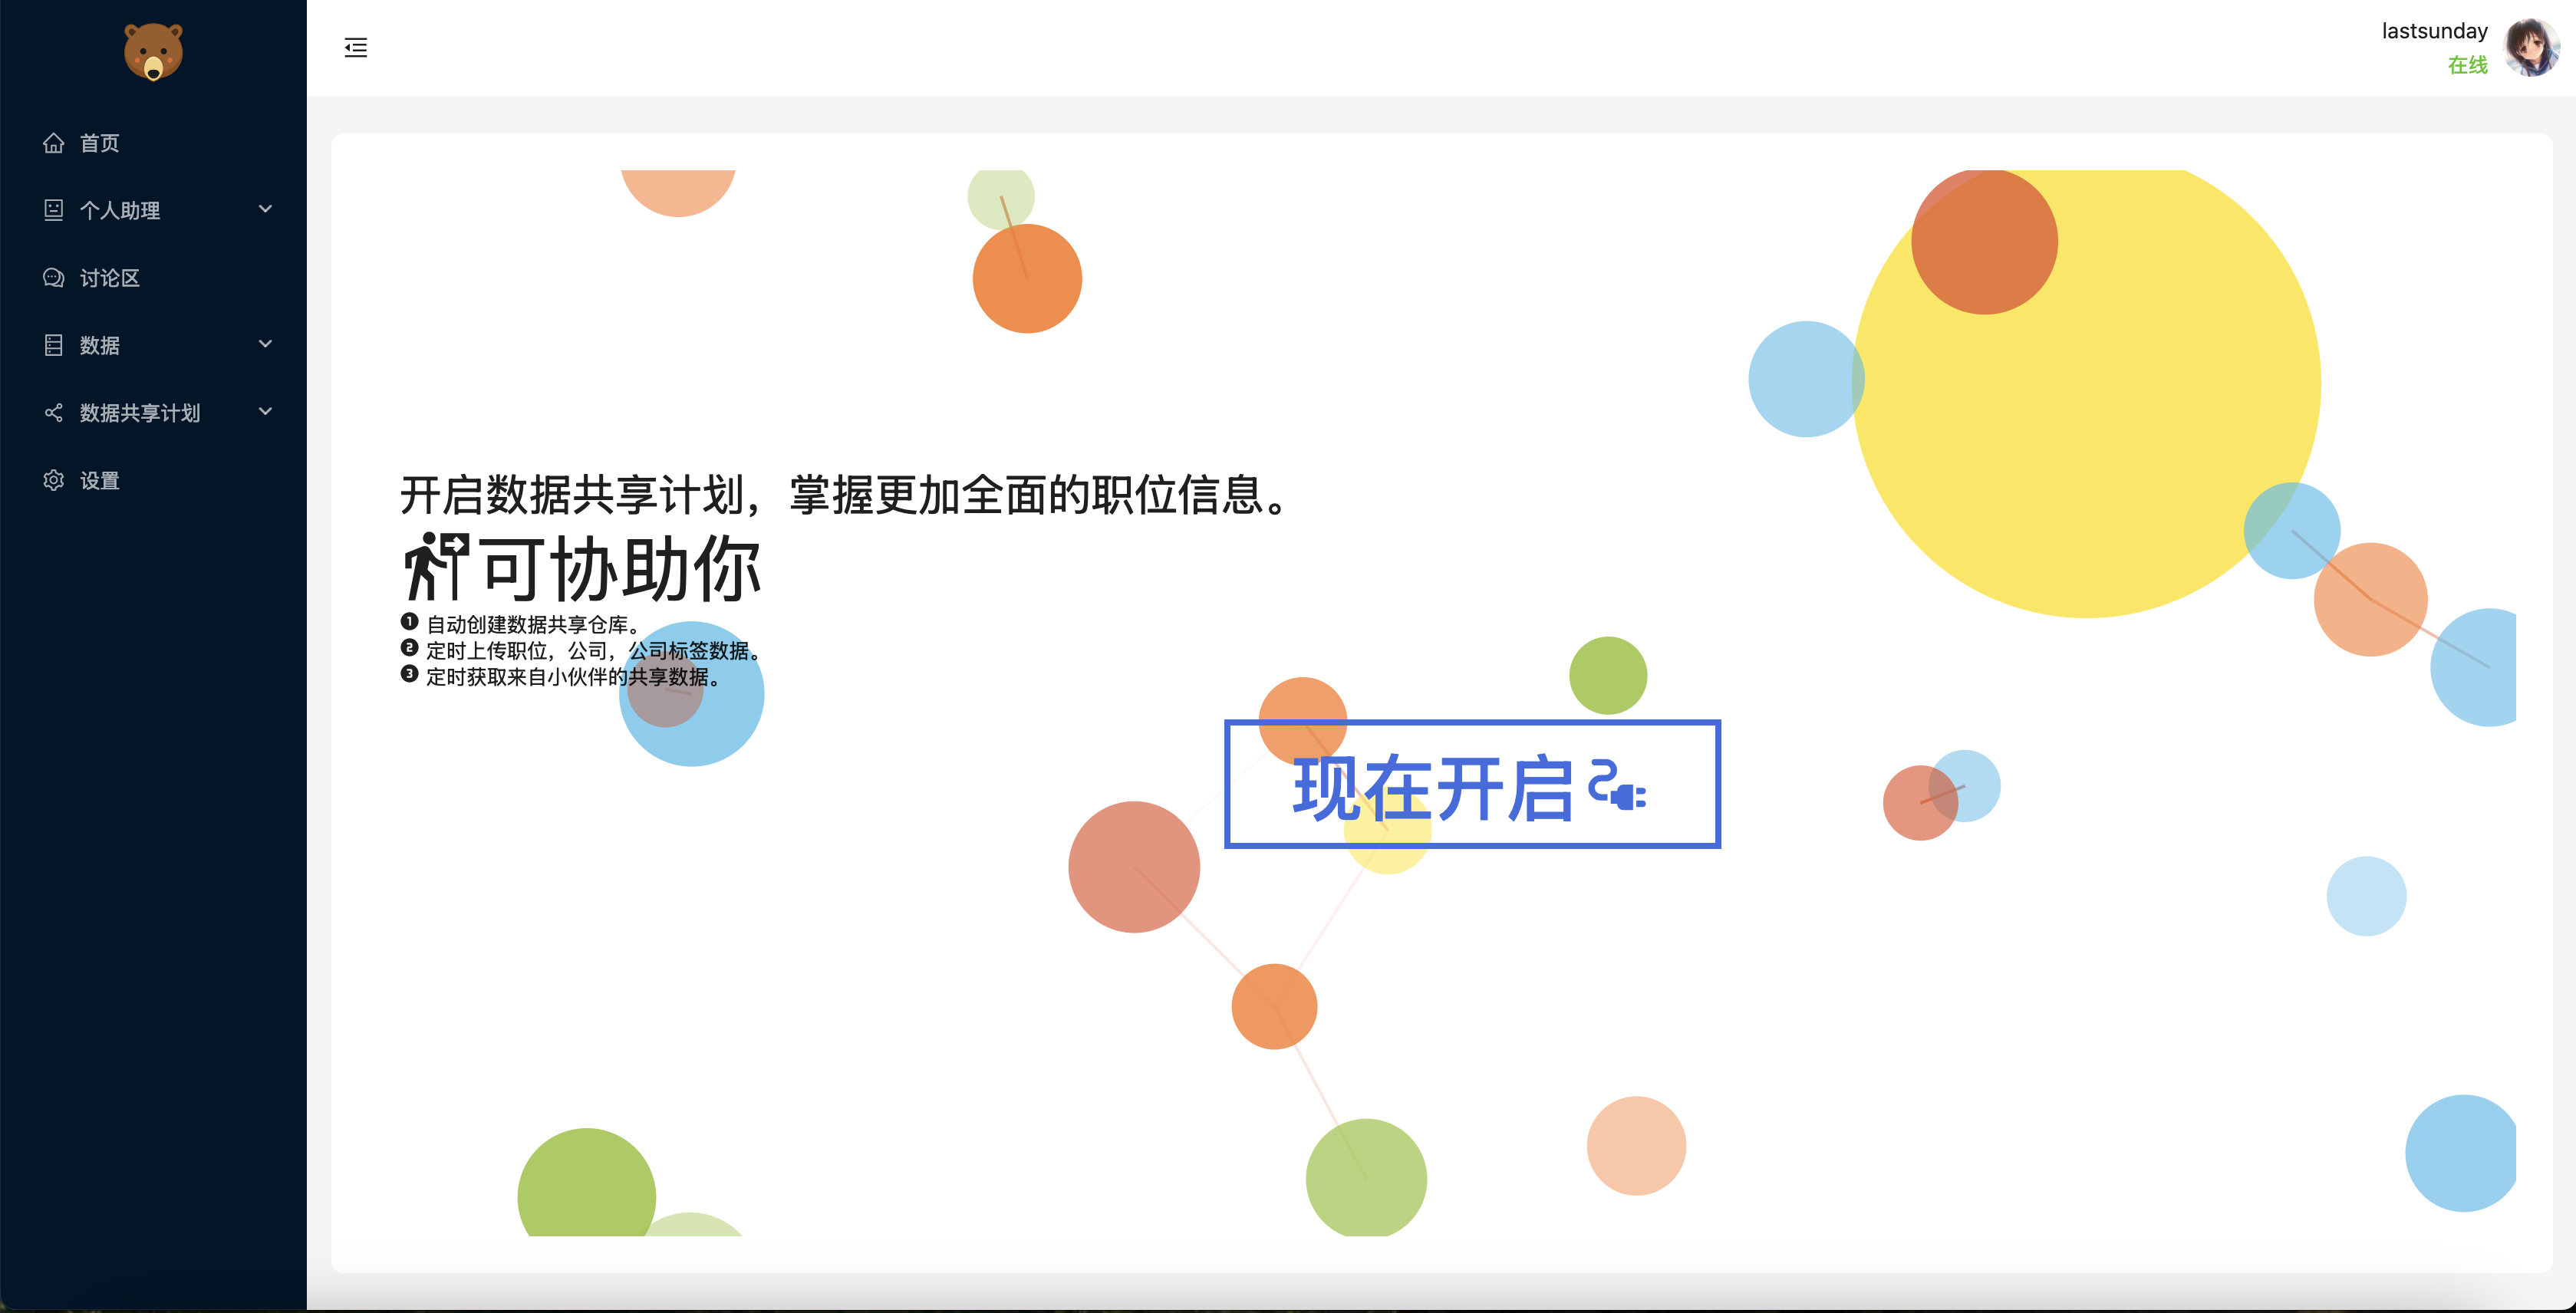 lastsunday
在线
首页
个人助理
讨论区
数据
数据共享计划
设置
开启数据共享计划，掌握更加全面的职位信息。
可协助你
1 自动创建数据共享仓库。
2 定时上传职位，公司，公司标签数据。
3 定时获取来自小伙伴的共享数据。
现在开启